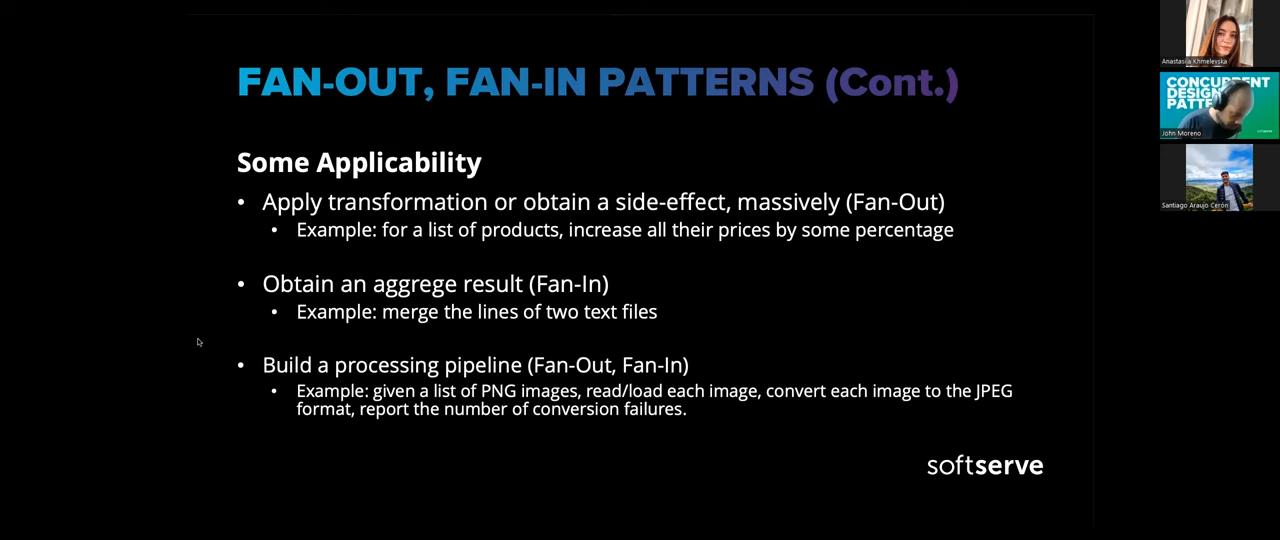 FAN-OUT, FAN-IN PATTERNS (Cont.)
Some Applicability
• Apply transformation or obtain a side-effect, massively (Fan-Out)
• Example: for a list of products, increase all their prices by some percentage
• Obtain an aggrege result (Fan-In)
• Example: merge the lines of two text files
• Build a processing pipeline (Fan-Out, Fan-In)
• Example: given a list of PNG images, read/load each image, convert each image to the JPEG
format, report the number of conversion failures.
softserve
Anastasiia Khmelevska
CONCURRENT
DESIGN
PATTE
John Moreno
Santiago Araujo Cerón